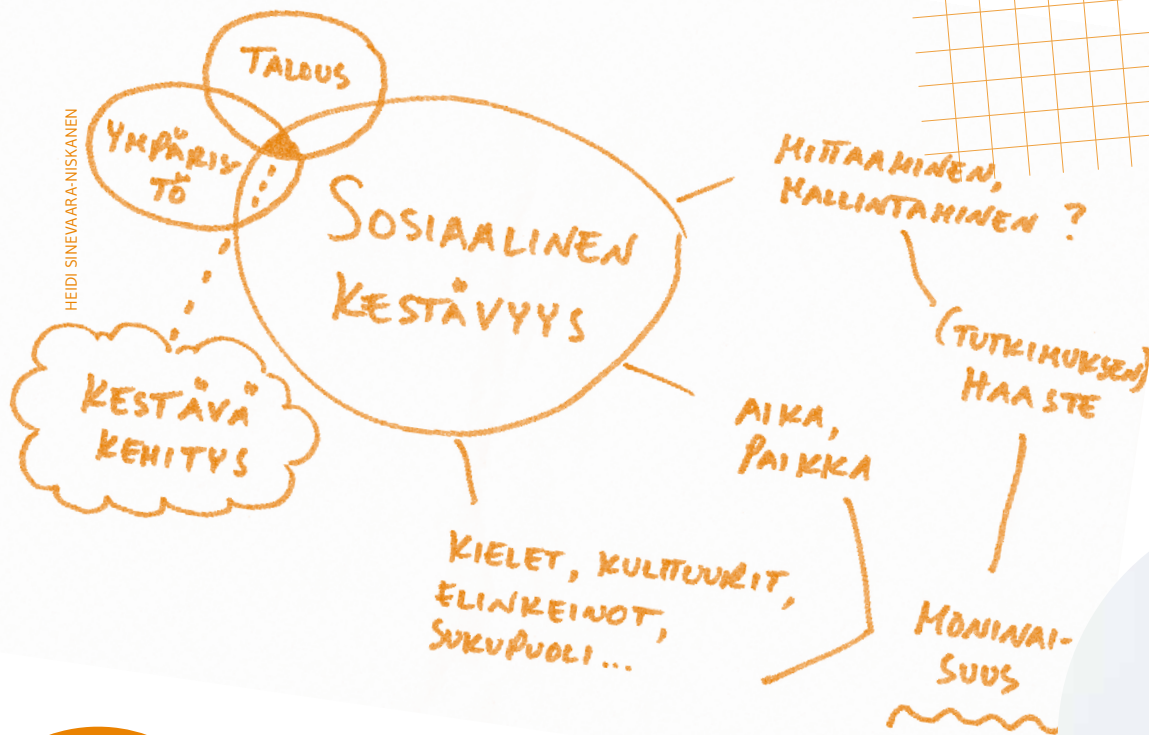 TALOUS
YMPÄRIS-
TÖ
HEIDI SINEVAARA-NISKANEN
SOSIAALINEN
KESTÄVYYS
KESTÄVÄ
KEHITYS
MITTAAMINEN,
HALLINTAMINEN ?
(TUTKIMUKSEN)
HAASTE
AIKA,
PAIKKA
KIELET, KULTTUURIT,
ELINKEINOT,
SUKUPUOLI...
MONINAI-
SUUS